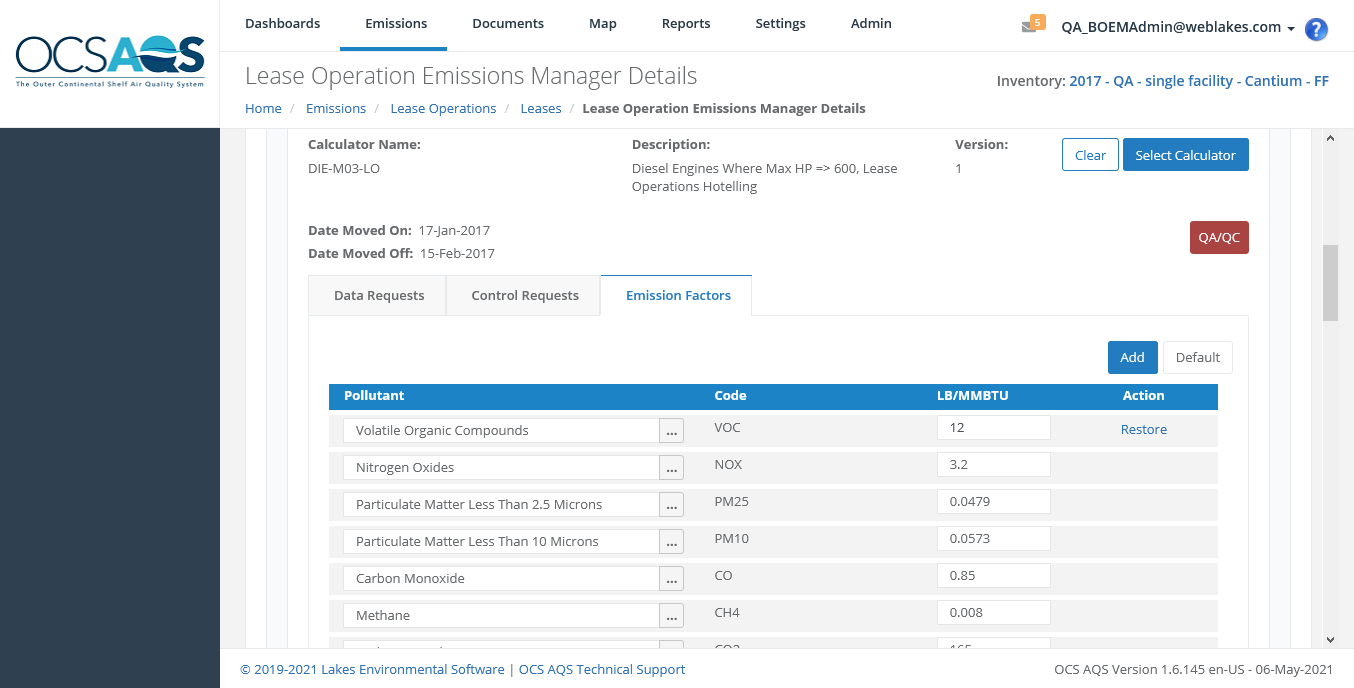 OCSAQS
The Outer Continental Shelf Air Quality System
Dashboards Emissions Documents Map Reports Settings Admin
5 QA_BOEMAdmin@weblakes.com ?
Lease Operation Emissions Manager Details
Inventory: 2017 - QA - single facility - Cantium - FF
Home / Emissions / Lease Operations / Leases / Lease Operation Emissions Manager Details
Calculator Name: Description: Version:
Clear Select Calculator
DIE-M03-LO Diesel Engines Where Max HP => 600, Lease 1
Operations Hotelling
Date Moved On: 17-Jan-2017
QA/QC
Date Moved Off: 15-Feb-2017
Data Requests Control Requests Emission Factors
Add Default
Pollutant Code LB/MMBTU Action
Volatile Organic Compounds ... VOC 12 Restore
Nitrogen Oxides ... NOX 3.2
Particulate Matter Less Than 2.5 Microns ... PM25 0.0479
Particulate Matter Less Than 10 Microns ... PM10 0.0573
Carbon Monoxide ... CO 0.85
Methane ... CH4 0.008
© 2019-2021 Lakes Environmental Software | OCS AQS Technical Support
OCS AQS Version 1.6.145 en-US - 06-May-2021